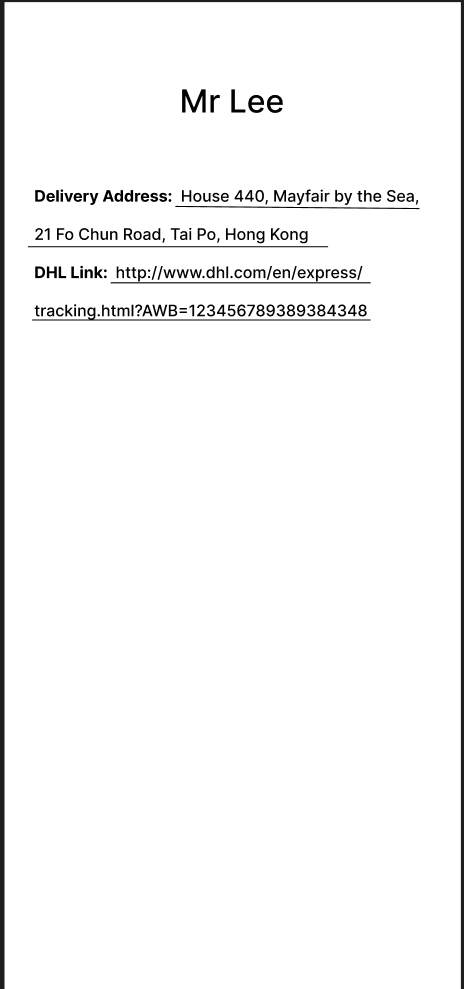 Mr Lee
Delivery Address: House 440, Mayfair by the Sea,
21 Fo Chun Road, Tai Po, Hong Kong
DHL Link: http://www.dhl.com/en/express/
tracking.html?AWB=123456789389384348